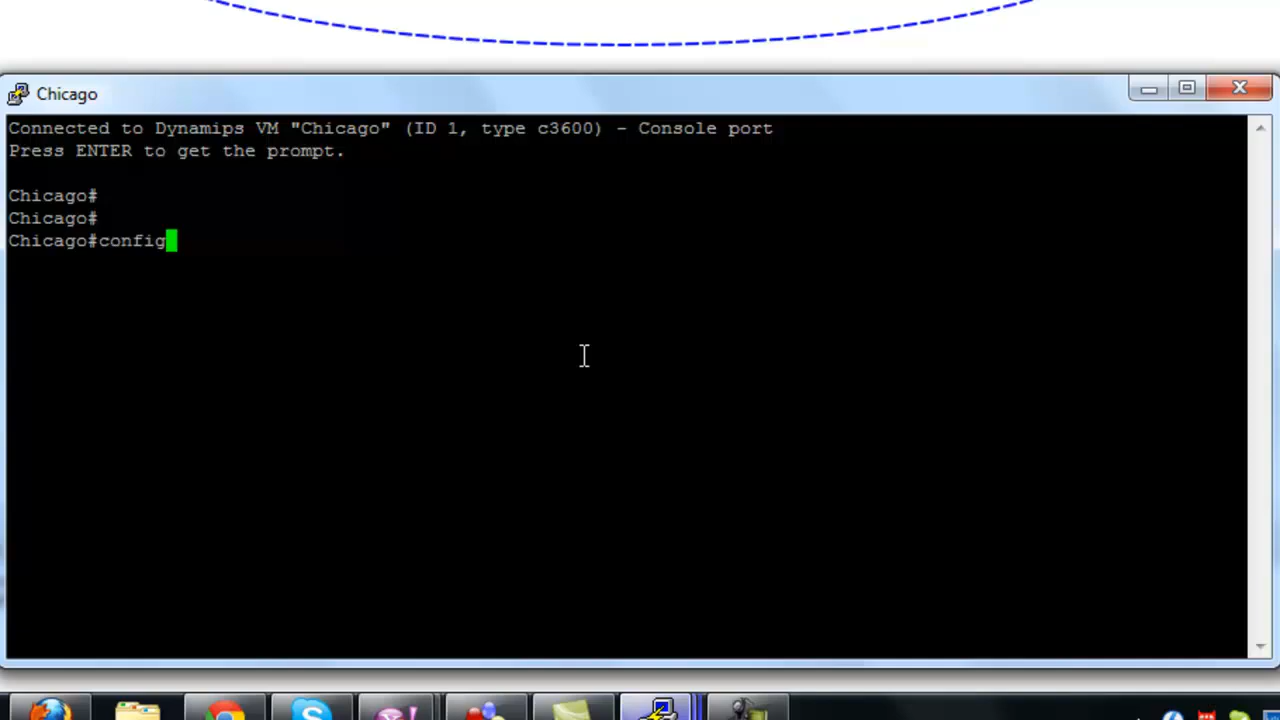 Chicago
Connected to Dynamips VM "Chicago" (ID 1, type c3600) - Console port
Press ENTER to get the prompt.
Chicago#
Chicago#
Chicago#config